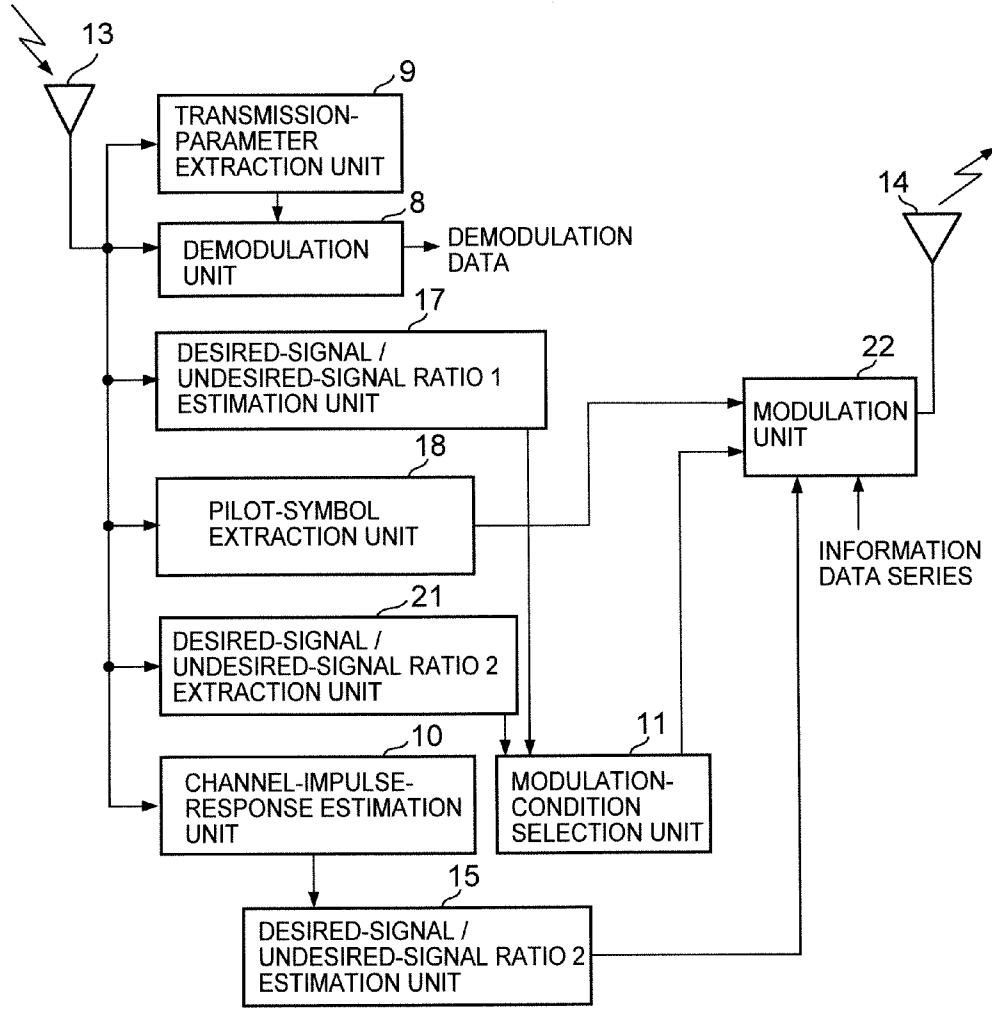 13
9
TRANSMISSION-
PARAMETER
EXTRACTION UNIT
8
DEMODULATION
UNIT
DEMODULATION
DATA
14
17
DESIRED-SIGNAL /
UNDESIRED-SIGNAL RATIO 1
ESTIMATION UNIT
22
MODULATION
UNIT
18
PILOT-SYMBOL
EXTRACTION UNIT
INFORMATION
DATA SERIES
21
DESIRED-SIGNAL /
UNDESIRED-SIGNAL RATIO 2
EXTRACTION UNIT
10
CHANNEL-IMPULSE-
RESPONSE ESTIMATION
UNIT
11
MODULATION-
CONDITION
SELECTION UNIT
15
DESIRED-SIGNAL /
UNDESIRED-SIGNAL RATIO 2
ESTIMATION UNIT